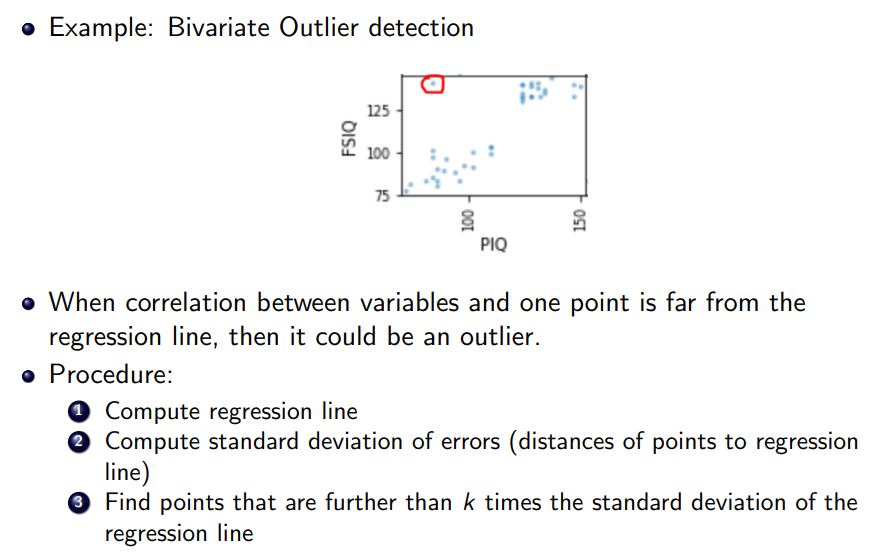 Example: Bivariate Outlier detection
FSIQ
125
100
75
100
150
PIQ
When correlation between variables and one point is far from the
regression line, then it could be an outlier.
Procedure:
1 Compute regression line
2 Compute standard deviation of errors (distances of points to regression
line)
3 Find points that are further than k times the standard deviation of the
regression line